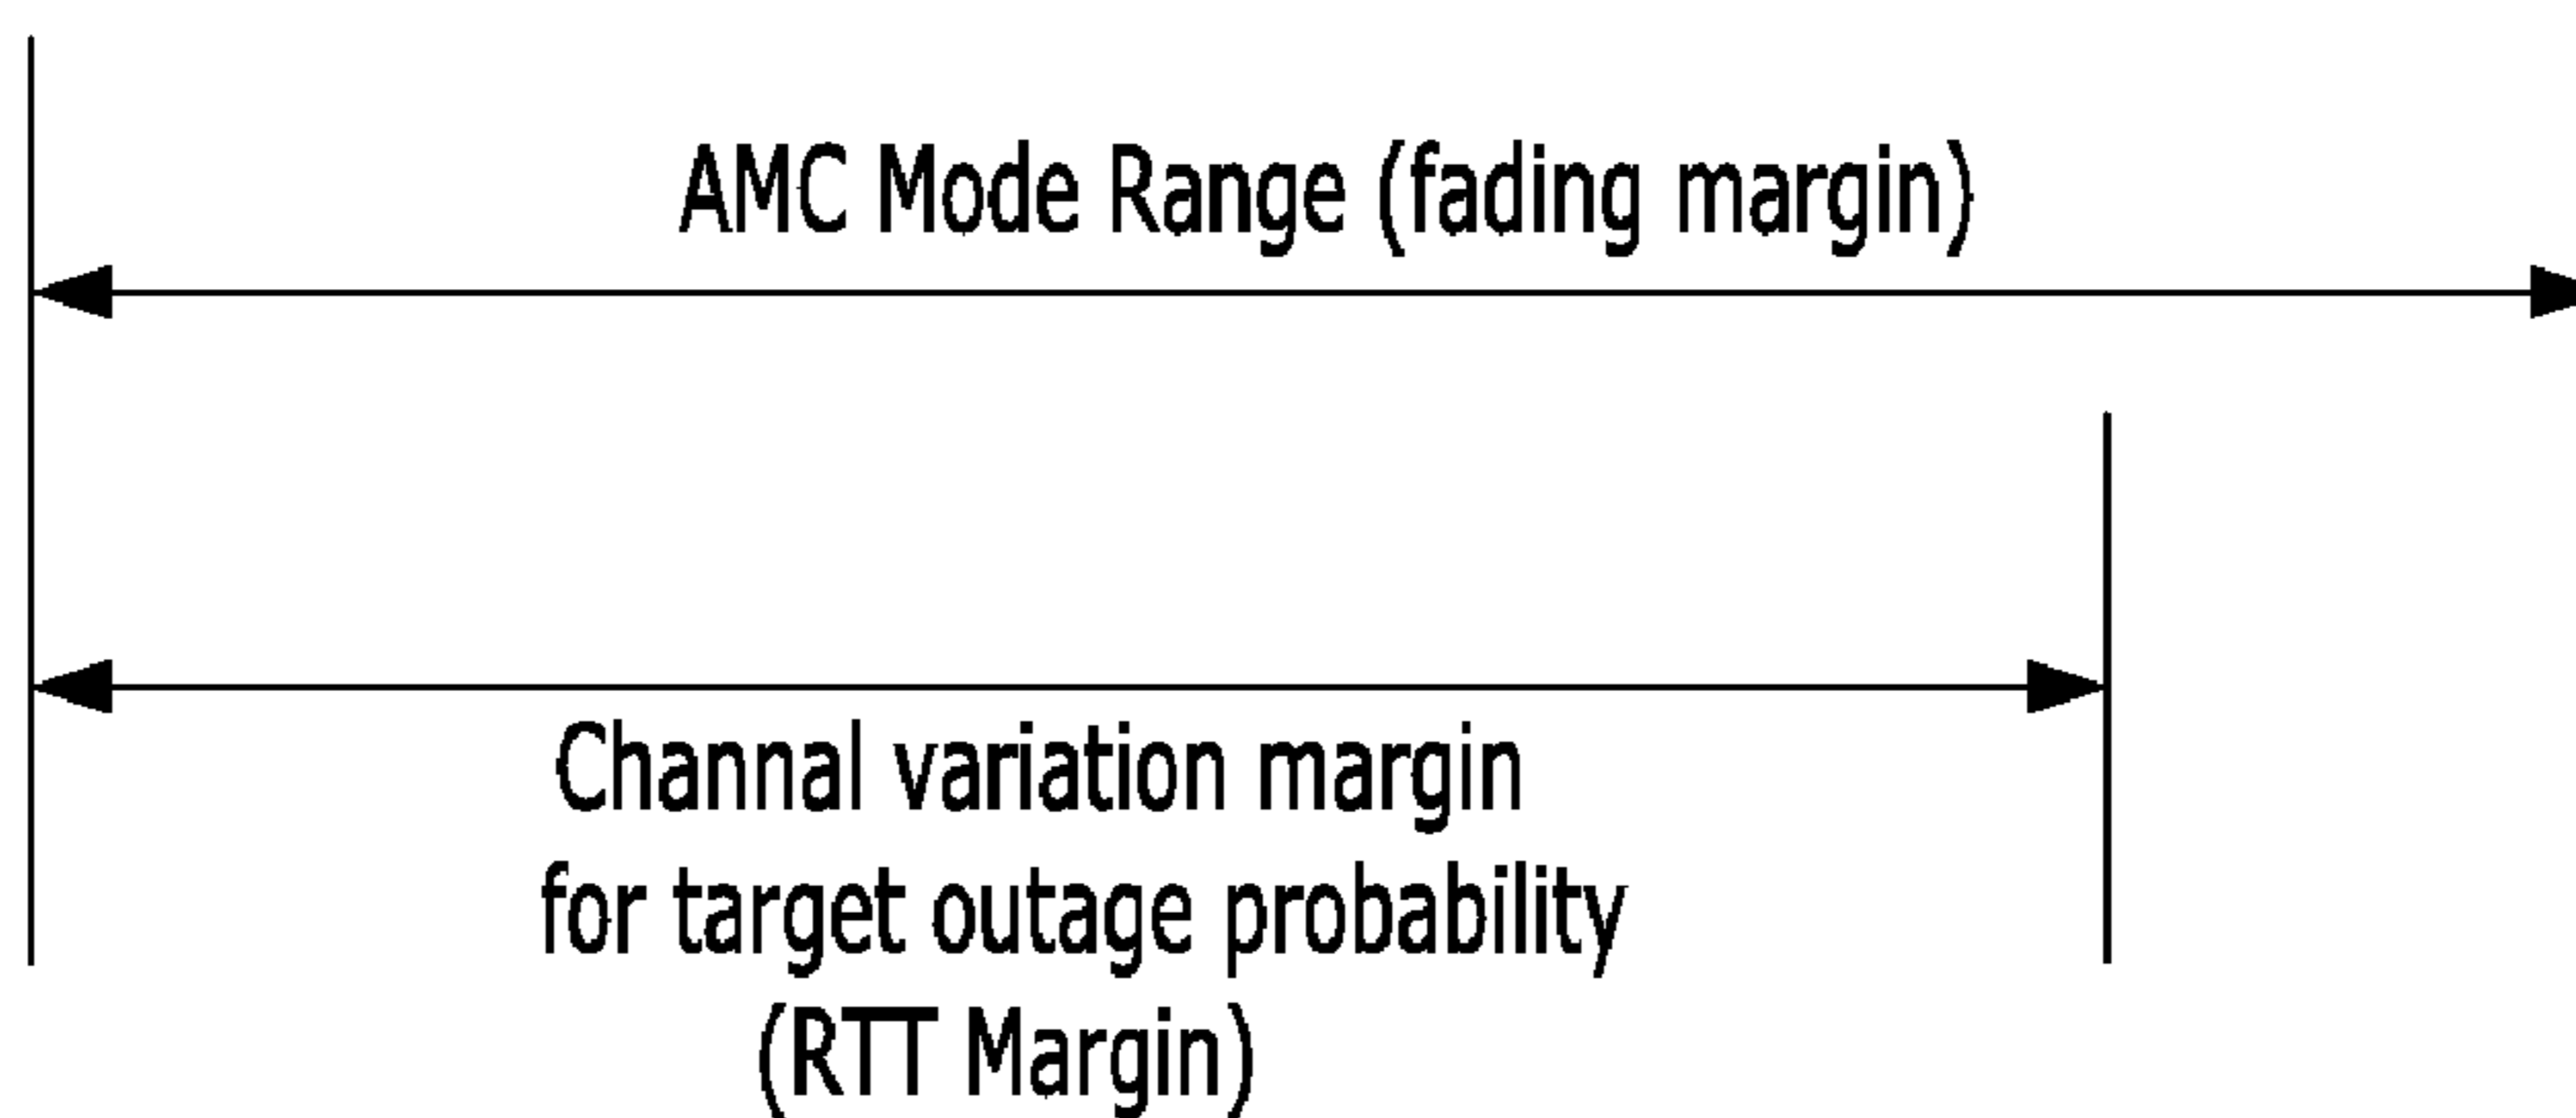 AMC Mode Range (fading margin)
Channal variation margin
for target outage probability
(RTT Margin)